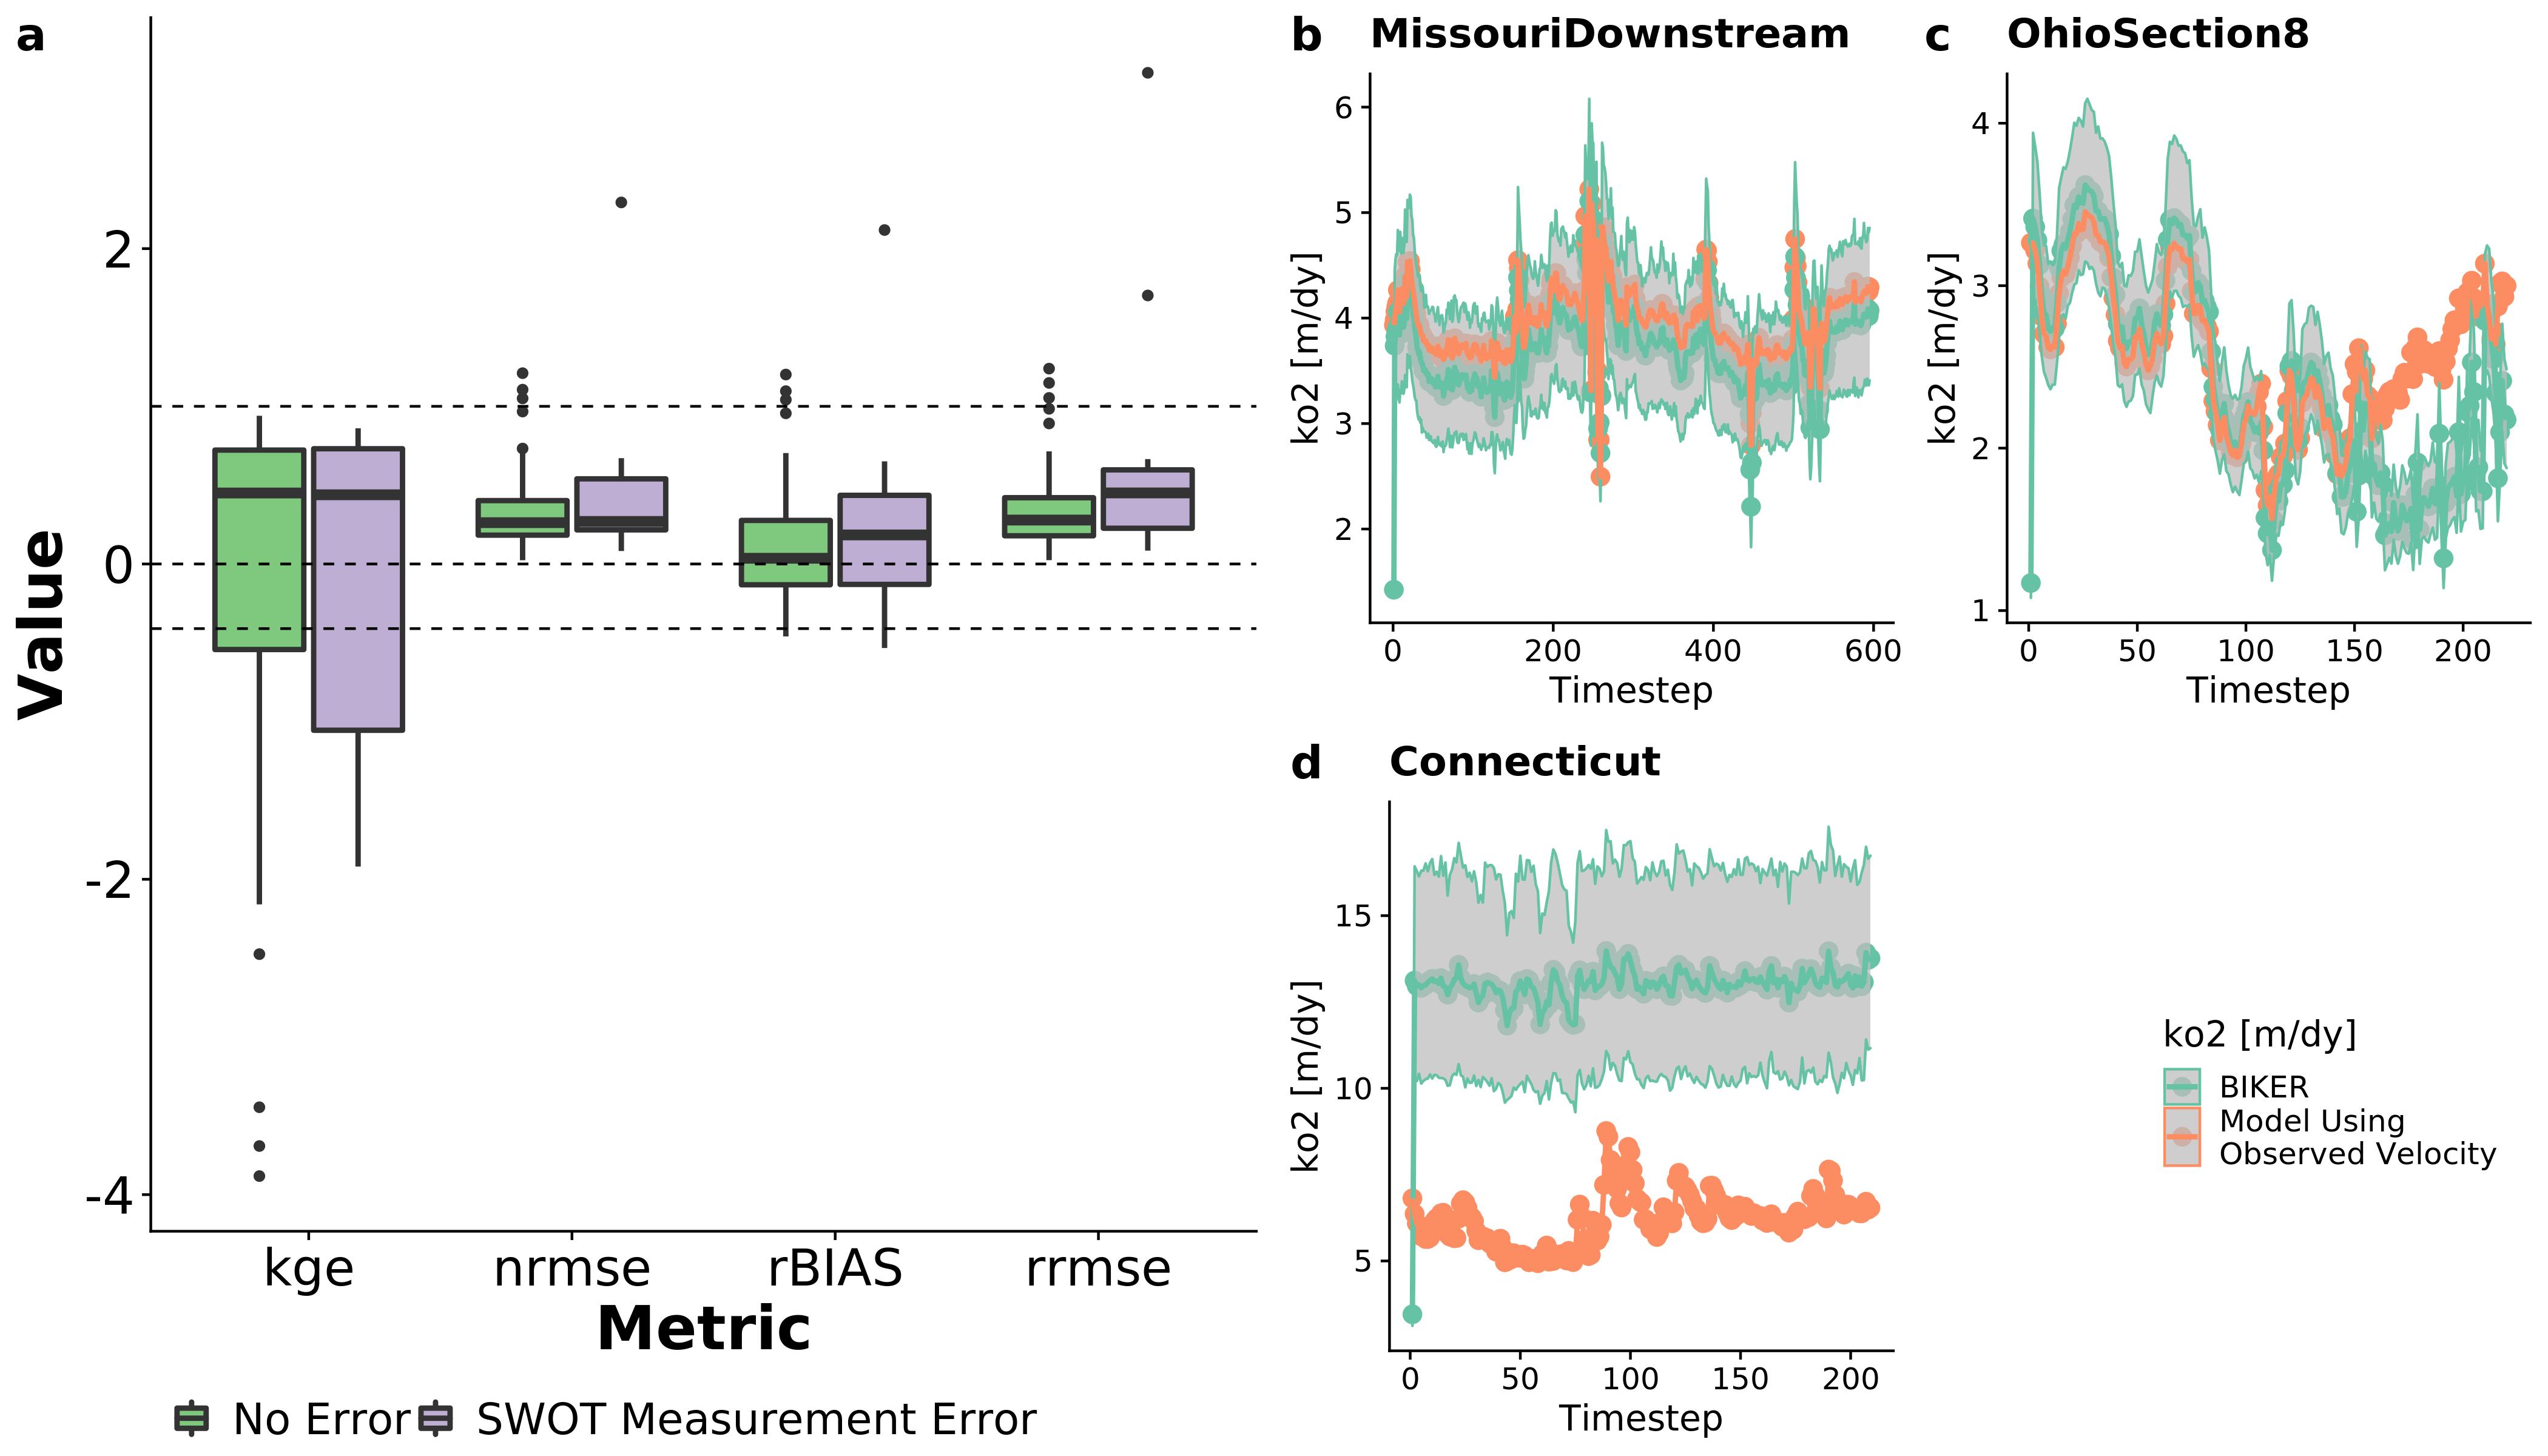 a
Value
2
0
-2
-4
kge nrmse rBIAS rrmse
Metric
No Error SWOT Measurement Error
b MissouriDownstream
ko2 [m/dy]
6
5
4
3
2
0 200 400 600
Timestep
c OhioSection8
ko2 [m/dy]
4
3
2
1
0 50 100 150 200
Timestep
d Connecticut
ko2 [m/dy]
15
10
5
0 50 100 150 200
Timestep
ko2 [m/dy]
BIKER
Model Using
Observed Velocity